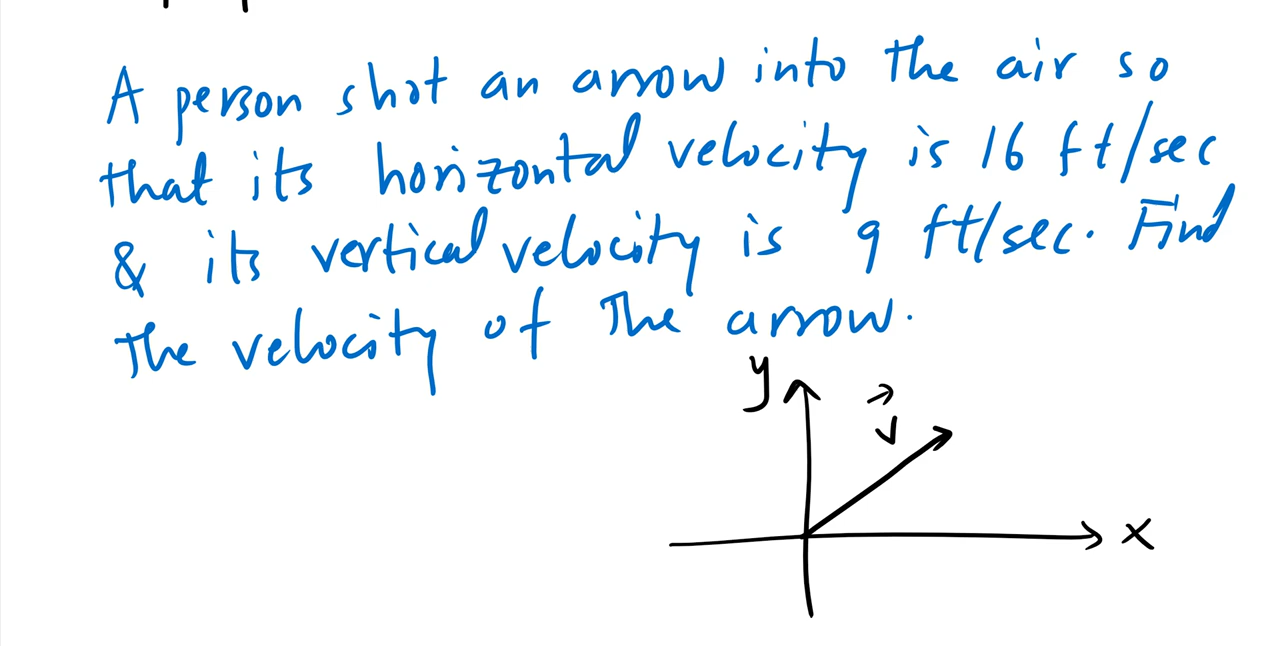 A person shot an arrow into the air so
that its horizontal velocity is 16 ft/sec
& its vertical velocity is 9 ft/sec. Find
the velocity of the arrow.
y
v⃗
x